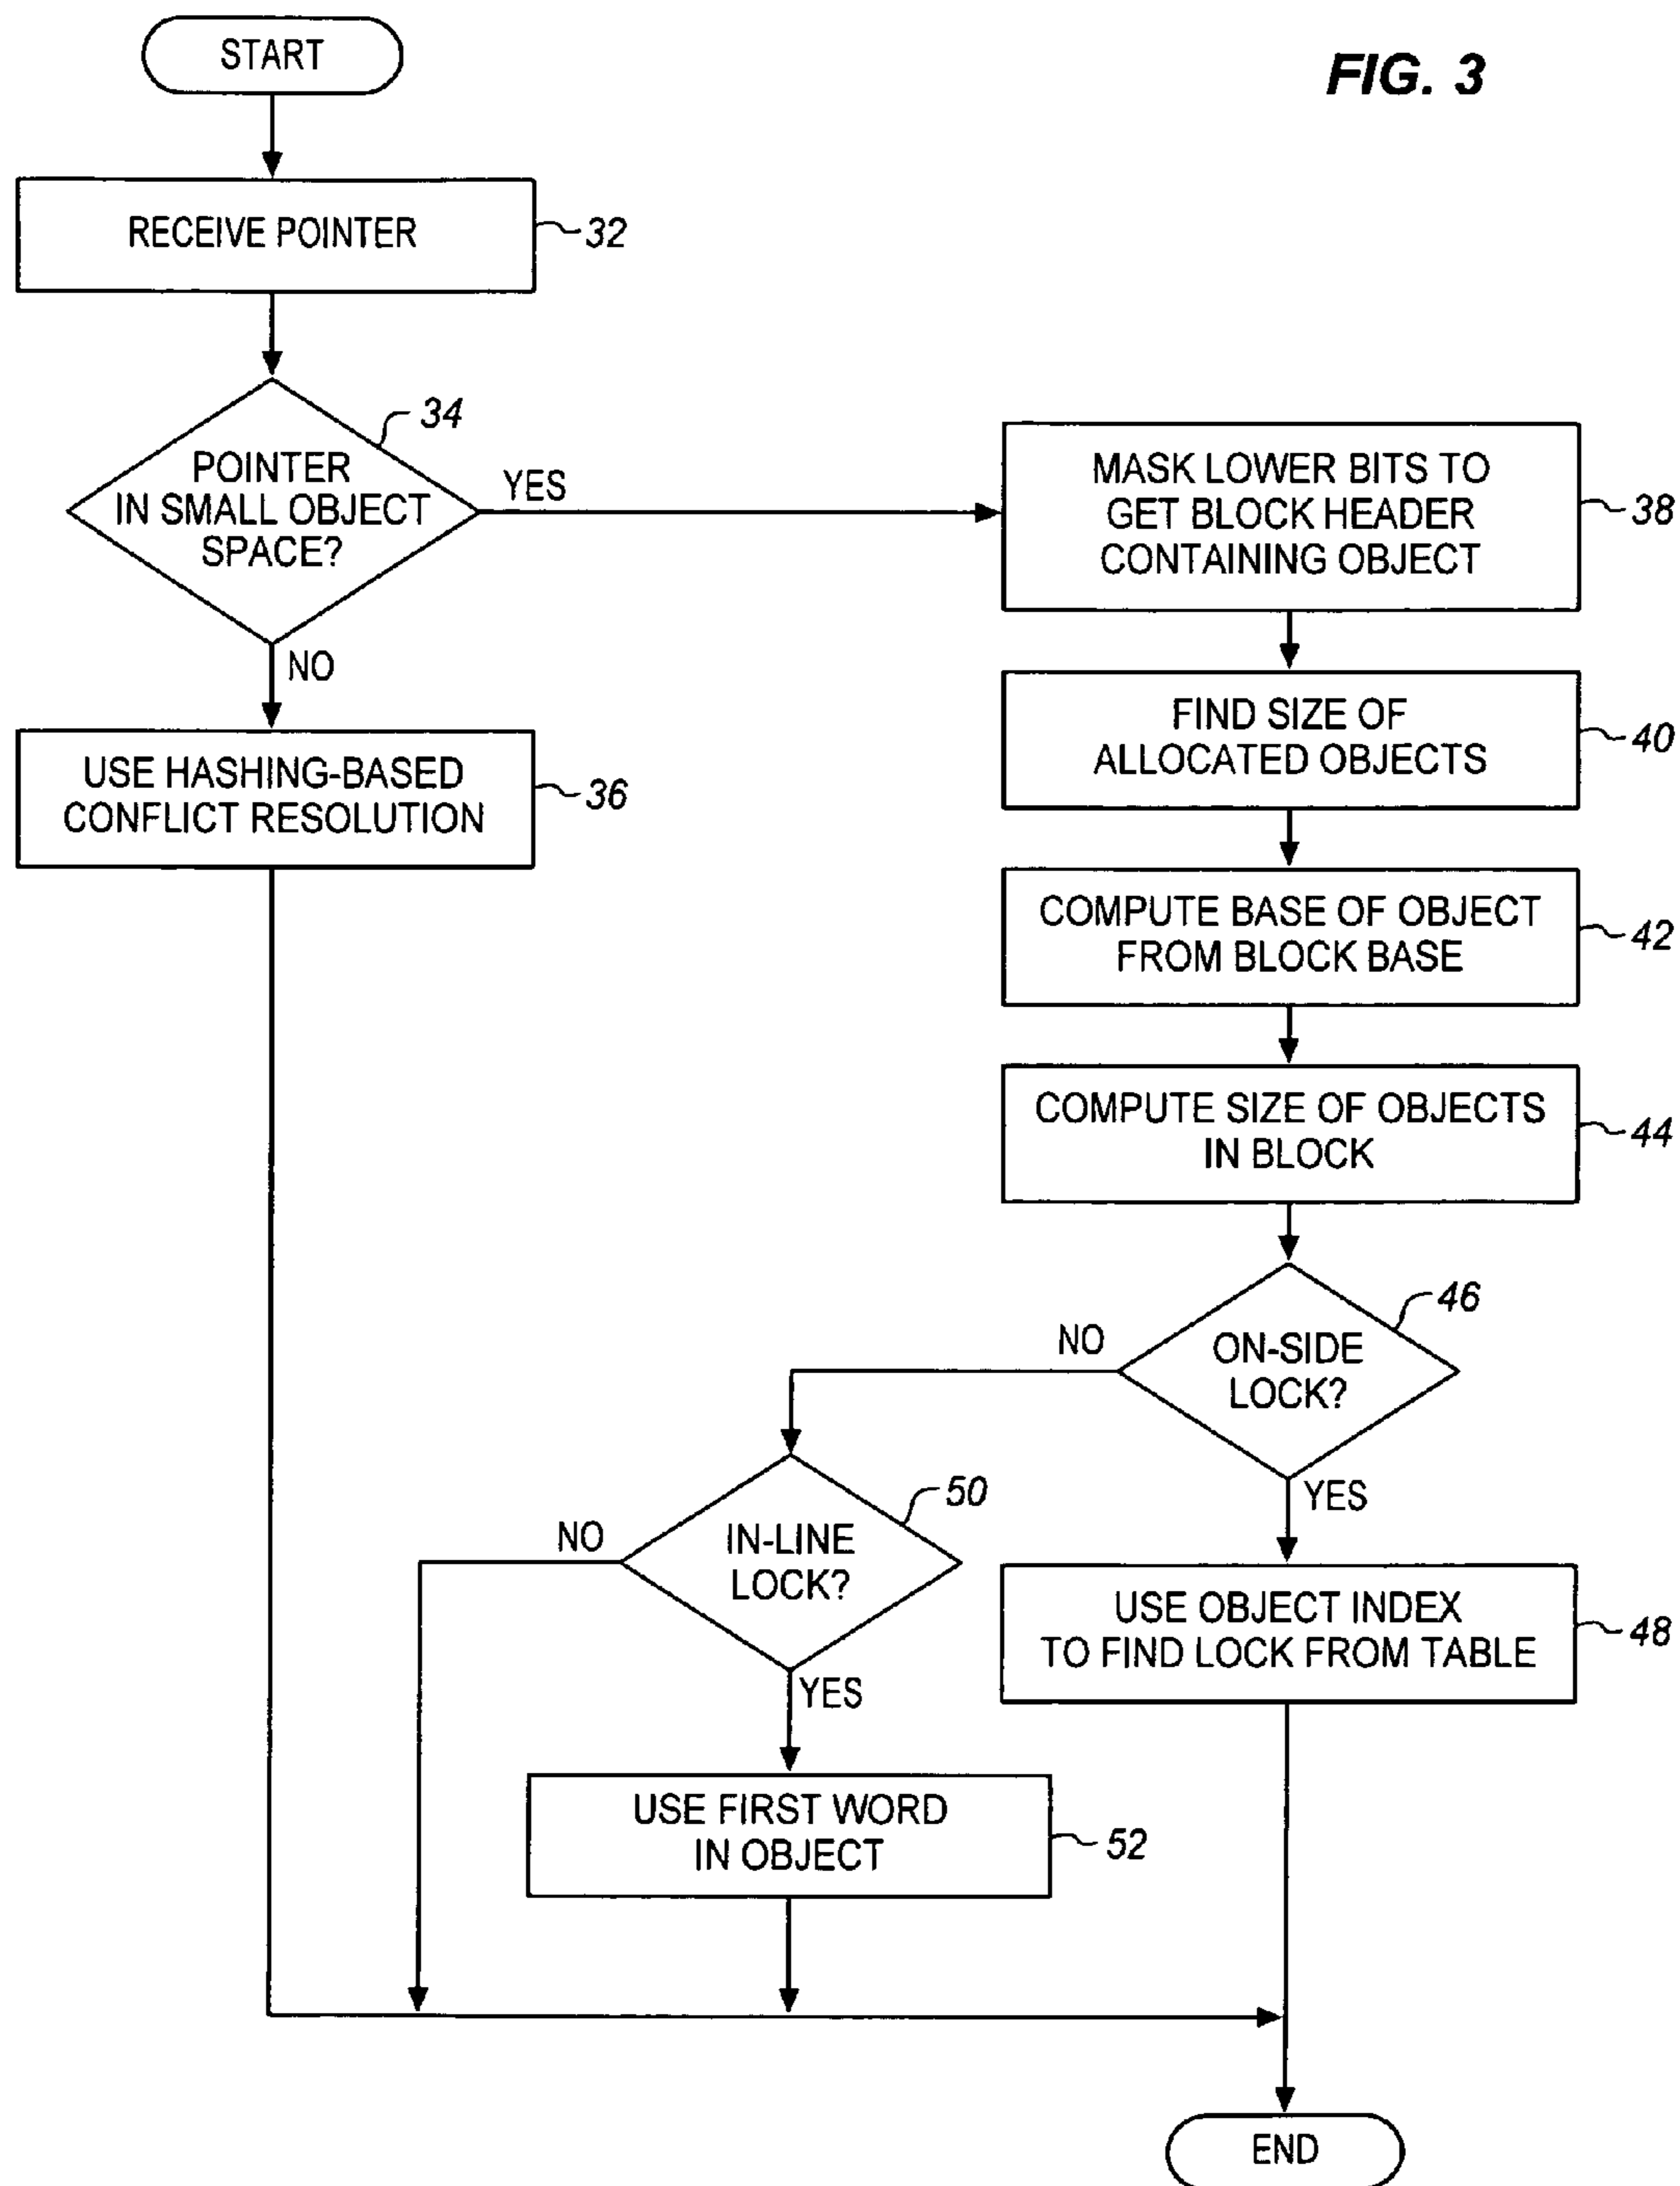 FIG. 3
START
RECEIVE POINTER
32
POINTER
IN SMALL OBJECT
SPACE?
34
YES
NO
USE HASHING-BASED
CONFLICT RESOLUTION
36
MASK LOWER BITS TO
GET BLOCK HEADER
CONTAINING OBJECT
38
FIND SIZE OF
ALLOCATED OBJECTS
40
COMPUTE BASE OF OBJECT
FROM BLOCK BASE
42
COMPUTE SIZE OF OBJECTS
IN BLOCK
44
ON-SIDE
LOCK?
46
NO
YES
USE OBJECT INDEX
TO FIND LOCK FROM TABLE
48
IN-LINE
LOCK?
50
NO
YES
USE FIRST WORD
IN OBJECT
52
END